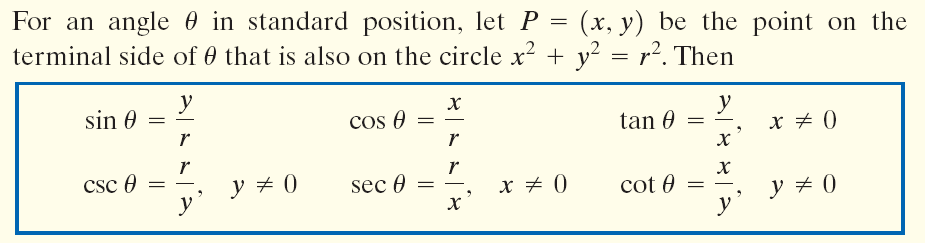 For an angle θ in standard position, let P = (x, y) be the point on the
terminal side of θ that is also on the circle x² + y² = r². Then
sin θ = y/r    cos θ = x/r    tan θ = y/x,  x ≠ 0
csc θ = r/y,  y ≠ 0    sec θ = r/x,  x ≠ 0    cot θ = x/y,  y ≠ 0